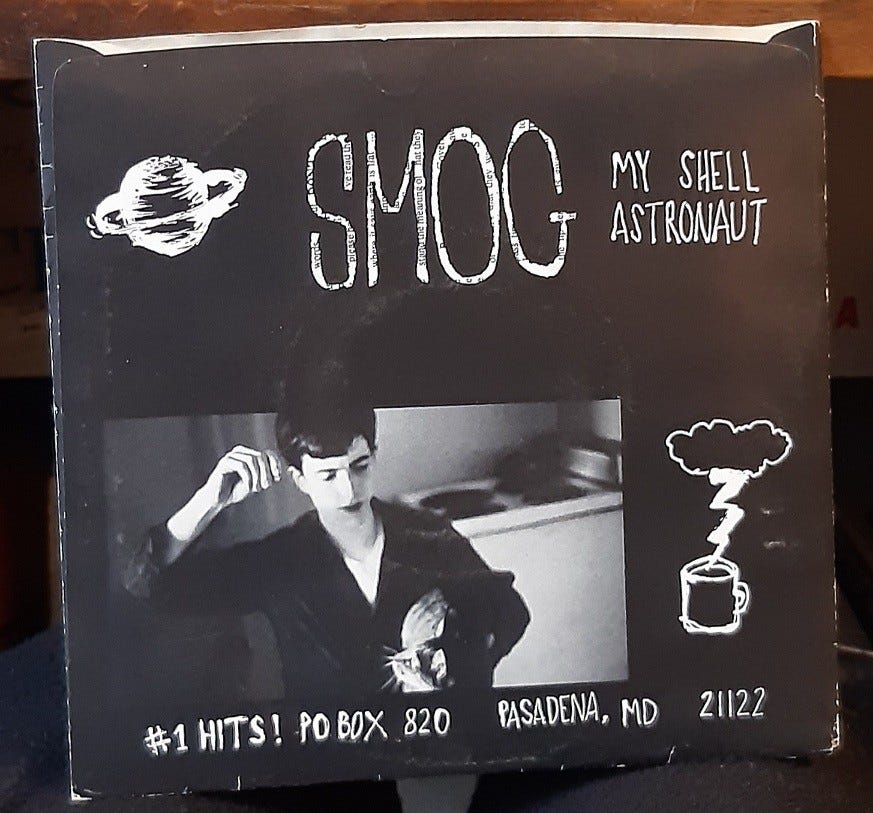 SMOG
MY SHELL
ASTRONAUT
#1 HITS! PO BOX 820 PASADENA, MD 21122
A